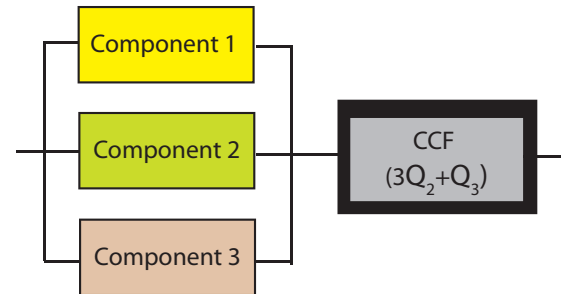 Component 1
Component 2
CCF
(3Q₂+Q₃)
Component 3